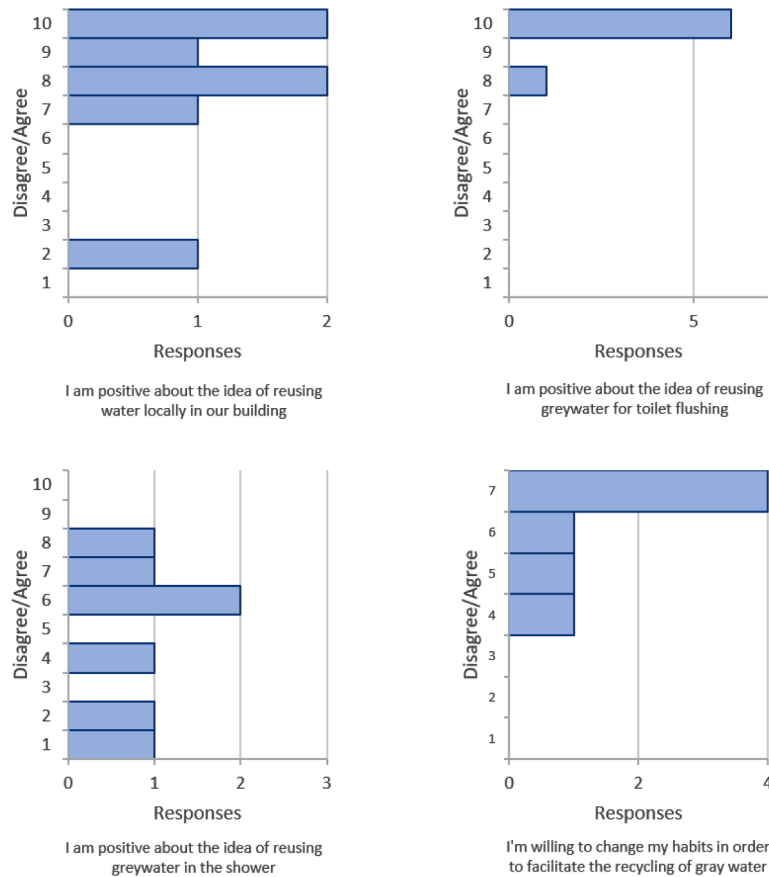 10
9
8
7
6
5
4
3
2
1
Disagree/Agree
0 1 2
Responses
I am positive about the idea of reusing
water locally in our building
10
9
8
7
6
5
4
3
2
1
Disagree/Agree
0 5
Responses
I am positive about the idea of reusing
greywater for toilet flushing
10
9
8
7
6
5
4
3
2
1
Disagree/Agree
0 1 2 3
Responses
I am positive about the idea of reusing
greywater in the shower
7
6
5
4
3
2
1
Disagree/Agree
0 2 4
Responses
I'm willing to change my habits in order
to facilitate the recycling of gray water